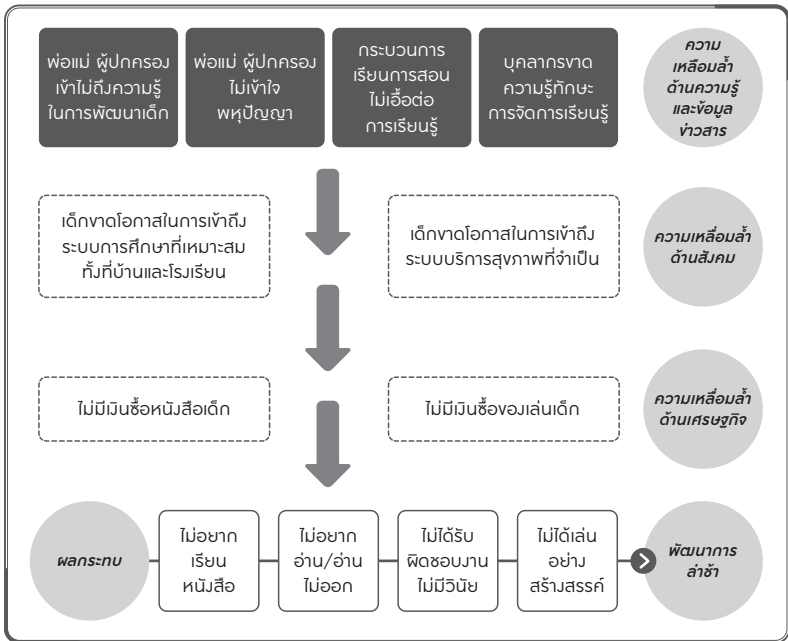 พ่อแม่ ผู้ปกครอง
เข้าไม่ถึงความรู้
ในการพัฒนาเด็ก
พ่อแม่ ผู้ปกครอง
ไม่เข้าใจ
พหุปัญญา
กระบวนการ
เรียนการสอน
ไม่เอื้อต่อ
การเรียนรู้
บุคลากรขาด
ความรู้ทักษะ
การจัดการเรียนรู้
ความ
เหลือมล้ำ
ด้านความรู้
และข้อมูล
ข่าวสาร
เด็กขาดโอกาสในการเข้าถึง
ระบบการศึกษาที่เหมาะสม
ทั้งที่บ้านและโรงเรียน
เด็กขาดโอกาสในการเข้าถึง
ระบบบริการสุขภาพที่จำเป็น
ความเหลื่อมล้ำ
ด้านสังคม
ไม่มีเงินซื้อหนังสือเด็ก
ไม่มีเงินซื้อของเล่นเด็ก
ความเหลื่อมล้ำ
ด้านเศรษฐกิจ
ผลกระทบ
ไม่อยาก
เรียน
หนังสือ
ไม่อยาก
อ่าน/อ่าน
ไม่ออก
ไม่ได้รับ
ผิดชอบงาน
ไม่มีวินัย
ไม่ได้เล่น
อย่าง
สร้างสรรค์
พัฒนาการ
ล่าช้า